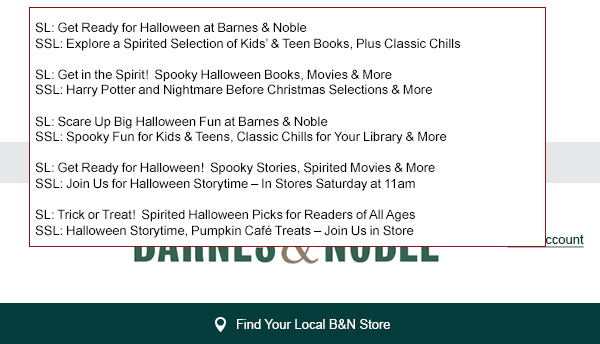 SL: Get Ready for Halloween at Barnes & Noble
SSL: Explore a Spirited Selection of Kids’ & Teen Books, Plus Classic Chills
SL: Get in the Spirit!  Spooky Halloween Books, Movies & More
SSL: Harry Potter and Nightmare Before Christmas Selections & More
SL: Scare Up Big Halloween Fun at Barnes & Noble
SSL: Spooky Fun for Kids & Teens, Classic Chills for Your Library & More
SL: Get Ready for Halloween!  Spooky Stories, Spirited Movies & More
SSL: Join Us for Halloween Storytime – In Stores Saturday at 11am
SL: Trick or Treat!  Spirited Halloween Picks for Readers of All Ages
SSL: Halloween Storytime, Pumpkin Café Treats – Join Us in Store
ccount
BARNES & NOBLE
Find Your Local B&N Store